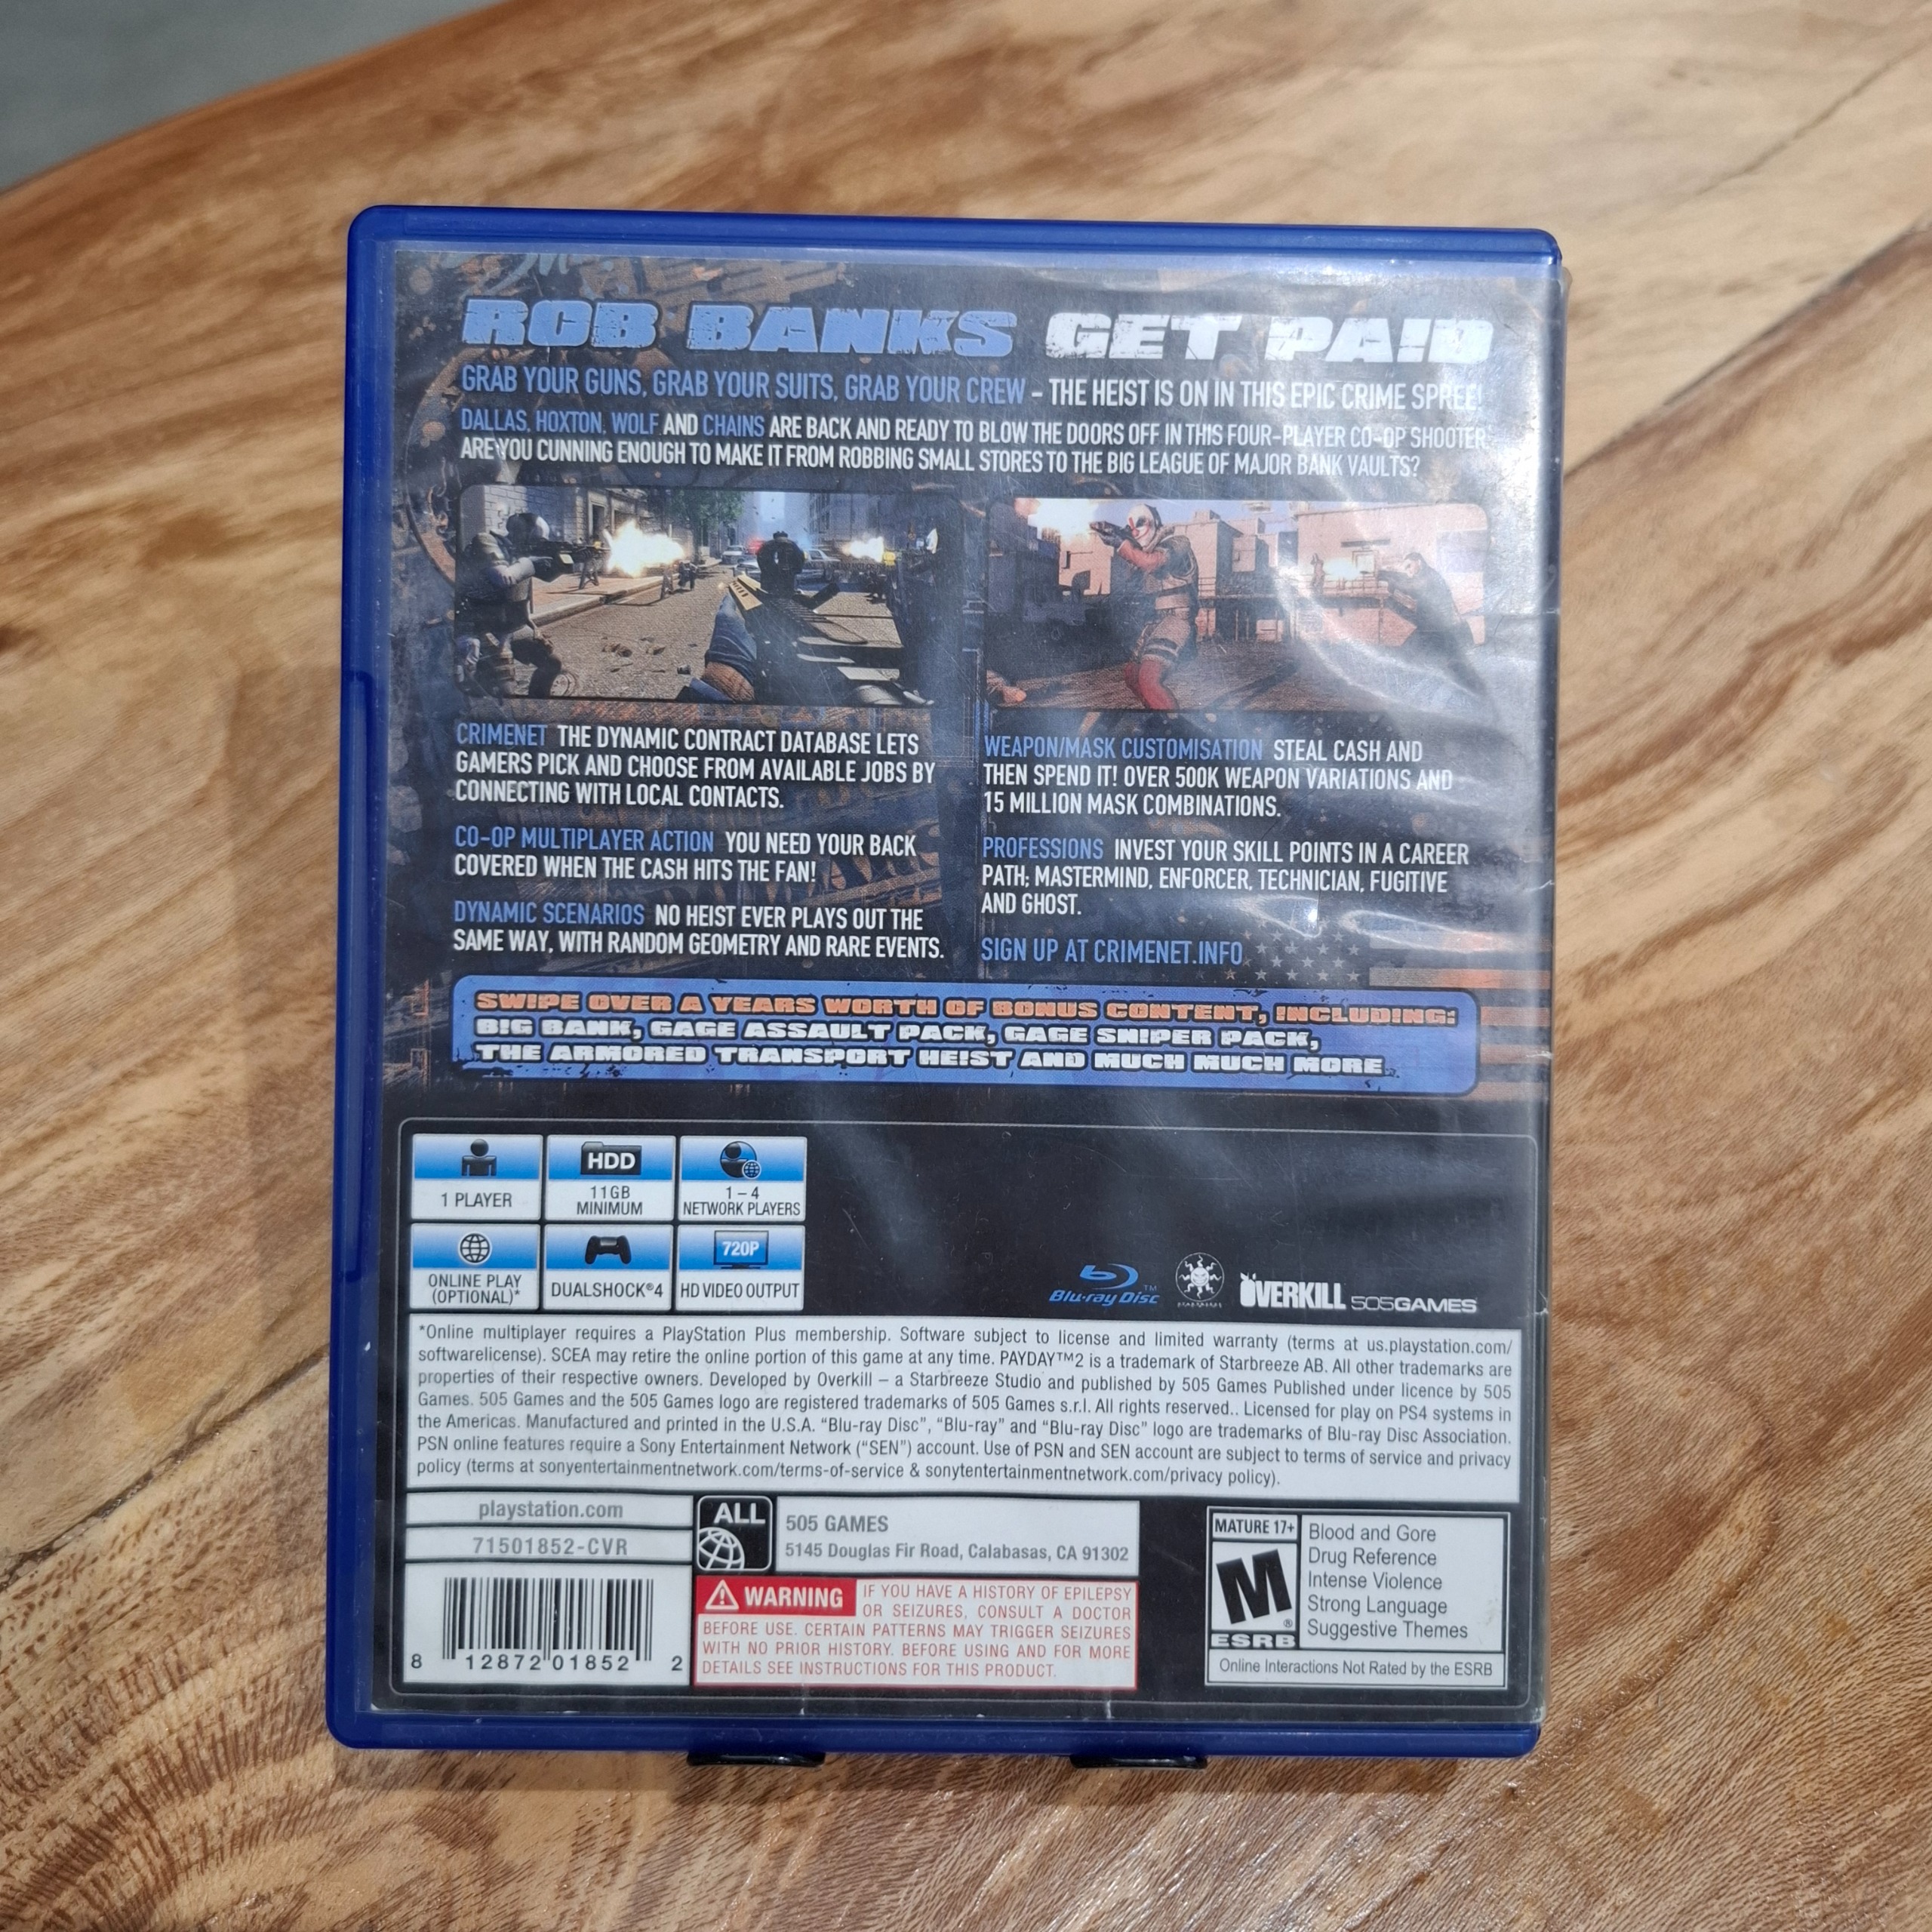 ROB BANKS GET PA!D
GRAB YOUR GUNS, GRAB YOUR SUITS, GRAB YOUR CREW – THE HEIST IS ON IN THIS EPIC CRIME SPREE!
DALLAS, HOXTON, WOLF AND CHAINS ARE BACK AND READY TO BLOW THE DOORS OFF IN THIS FOUR-PLAYER CO-OP SHOOTER.
ARE YOU CUNNING ENOUGH TO MAKE IT FROM ROBBING SMALL STORES TO THE BIG LEAGUE OF MAJOR BANK VAULTS?
CRIMENET THE DYNAMIC CONTRACT DATABASE LETS
GAMERS PICK AND CHOOSE FROM AVAILABLE JOBS BY
CONNECTING WITH LOCAL CONTACTS.
CO-OP MULTIPLAYER ACTION YOU NEED YOUR BACK
COVERED WHEN THE CASH HITS THE FAN!
DYNAMIC SCENARIOS NO HEIST EVER PLAYS OUT THE
SAME WAY, WITH RANDOM GEOMETRY AND RARE EVENTS.
WEAPON/MASK CUSTOMISATION STEAL CASH AND
THEN SPEND IT! OVER 500K WEAPON VARIATIONS AND
15 MILLION MASK COMBINATIONS.
PROFESSIONS INVEST YOUR SKILL POINTS IN A CAREER
PATH; MASTERMIND, ENFORCER, TECHNICIAN, FUGITIVE
AND GHOST.
SIGN UP AT CRIMENET.INFO
SW!PE OVER A YEARS WORTH OF BONUS CONTENT, !NCLUD!NG:
B!G BANK, GAGE ASSAULT PACK, GAGE SN!PER PACK,
THE ARMORED TRANSPORT HE!ST AND MUCH MUCH MORE
1 PLAYER
HDD
11GB
MINIMUM
1 – 4
NETWORK PLAYERS
ONLINE PLAY
(OPTIONAL)*
DUALSHOCK®4
720P
HD VIDEO OUTPUT
Blu-ray Disc™
OVERKILL
505GAMES
*Online multiplayer requires a PlayStation Plus membership. Software subject to license and limited warranty (terms at us.playstation.com/
softwarelicense). SCEA may retire the online portion of this game at any time. PAYDAY™2 is a trademark of Starbreeze AB. All other trademarks are
properties of their respective owners. Developed by Overkill – a Starbreeze Studio and published by 505 Games Published under licence by 505
Games. 505 Games and the 505 Games logo are registered trademarks of 505 Games s.r.l. All rights reserved.. Licensed for play on PS4 systems in
the Americas. Manufactured and printed in the U.S.A. “Blu-ray Disc”, “Blu-ray” and “Blu-ray Disc” logo are trademarks of Blu-ray Disc Association.
PSN online features require a Sony Entertainment Network (“SEN”) account. Use of PSN and SEN account are subject to terms of service and privacy
policy (terms at sonyentertainmentnetwork.com/terms-of-service & sonytentertainmentnetwork.com/privacy policy).
playstation.com
71501852-CVR
8 12872 01852 2
ALL
505 GAMES
5145 Douglas Fir Road, Calabasas, CA 91302
WARNING IF YOU HAVE A HISTORY OF EPILEPSY
OR SEIZURES, CONSULT A DOCTOR
BEFORE USE. CERTAIN PATTERNS MAY TRIGGER SEIZURES
WITH NO PRIOR HISTORY. BEFORE USING AND FOR MORE
DETAILS SEE INSTRUCTIONS FOR THIS PRODUCT.
MATURE 17+
M®
ESRB
Blood and Gore
Drug Reference
Intense Violence
Strong Language
Suggestive Themes
Online Interactions Not Rated by the ESRB